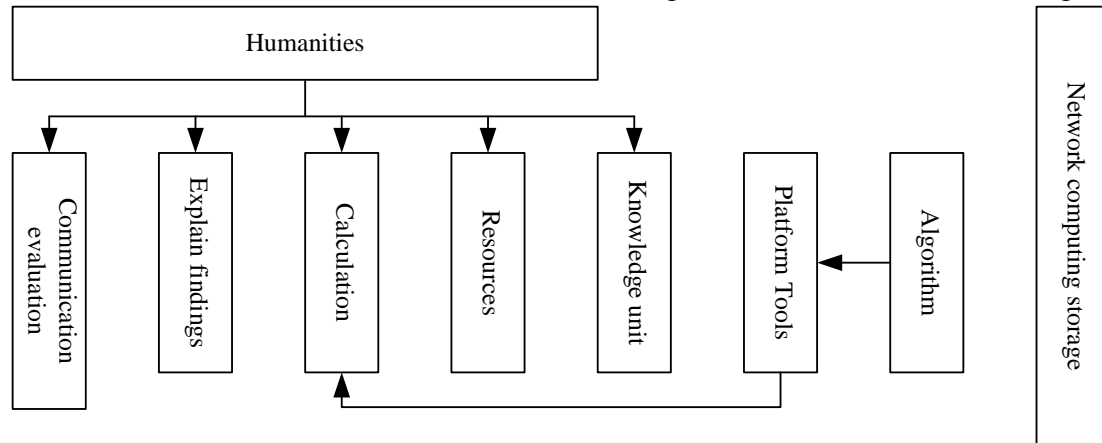 Humanities
Communication
evaluation
Explain findings
Calculation
Resources
Knowledge unit
Platform Tools
Algorithm
Network computing storage